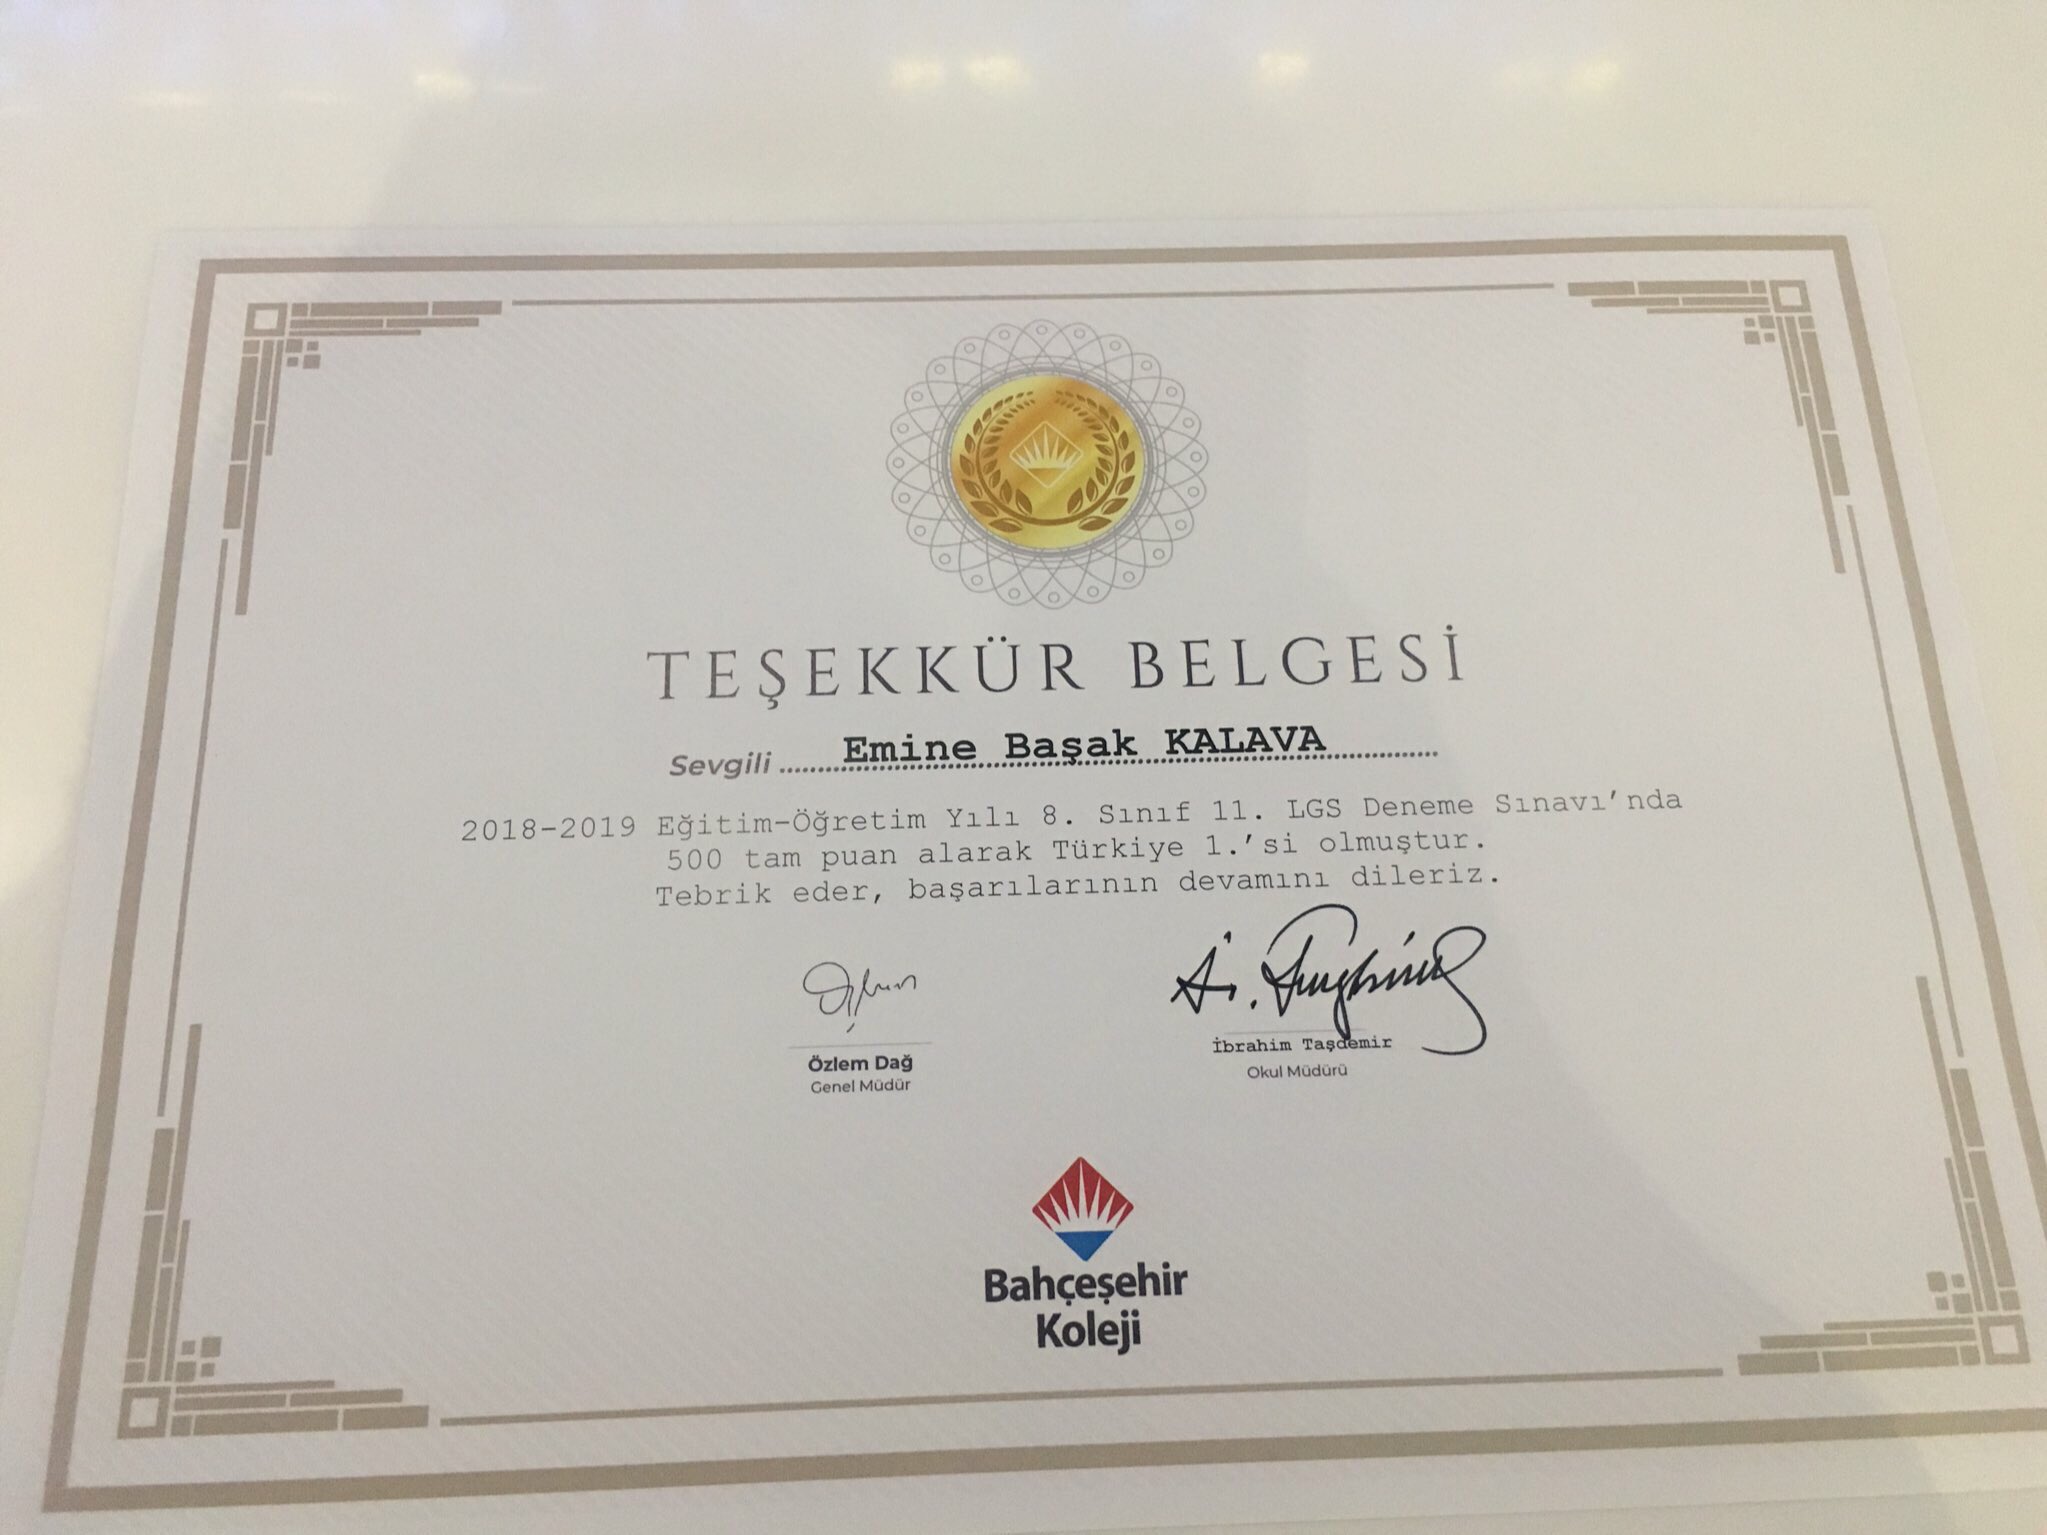 TEŞEKKÜR BELGESİ
Sevgili ........Emine Başak KALAVA............
2018-2019 Eğitim-Öğretim Yılı 8. Sınıf 11. LGS Deneme Sınavı'nda
500 tam puan alarak Türkiye 1.'si olmuştur.
Tebrik eder, başarılarının devamını dileriz.
Özlem Dağ
Genel Müdür
İbrahim Taşdemir
Okul Müdürü
Bahçeşehir
Koleji